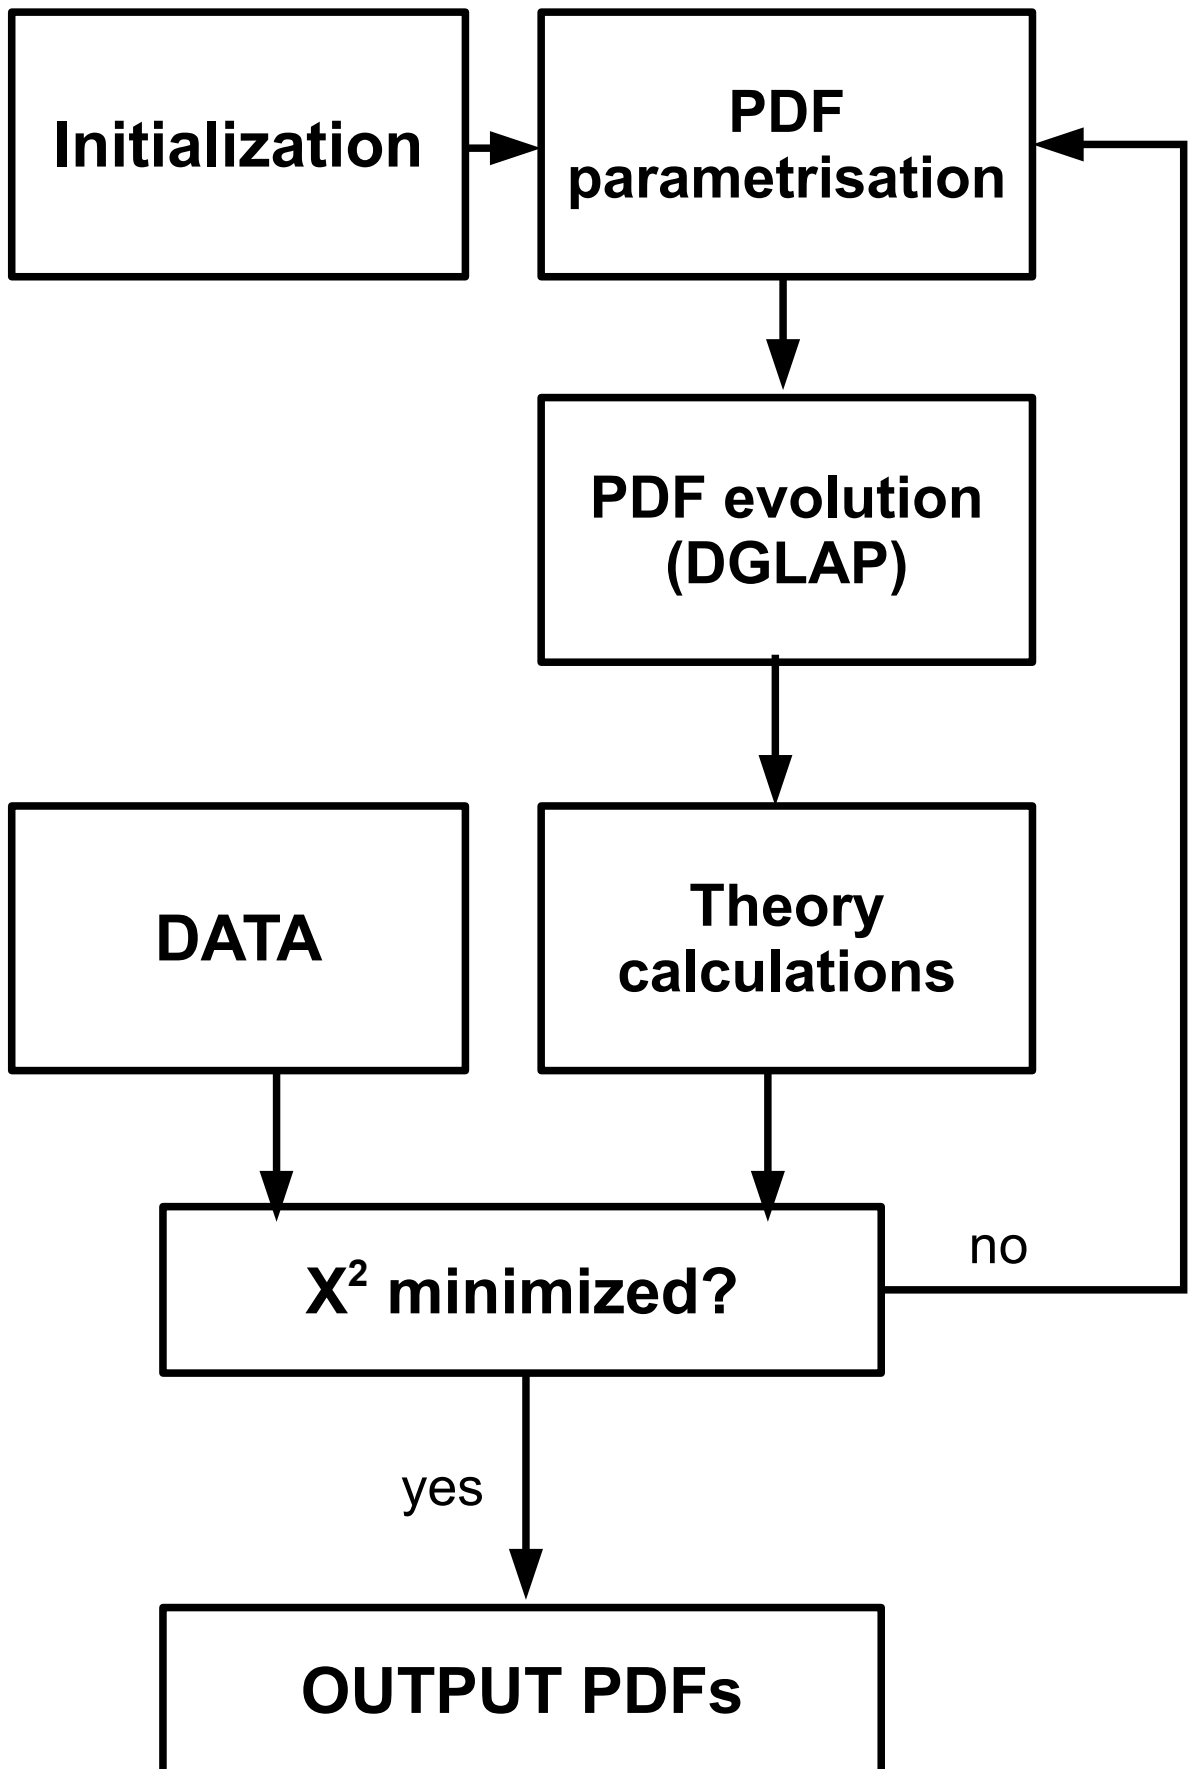 Initialization
PDF
parametrisation
PDF evolution
(DGLAP)
DATA
Theory
calculations
X² minimized?
no
yes
OUTPUT PDFs